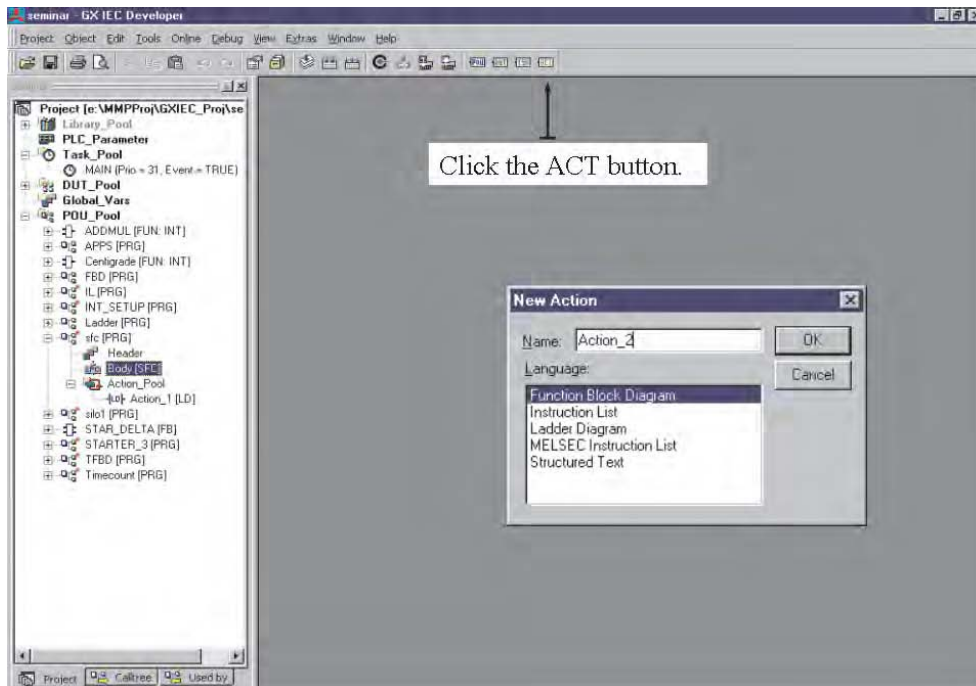 seminar - GX IEC Developer
Project Object Edit Tools Online Debug View Extras Window Help
Click the ACT button.
Project [e:\MMPProj\GXIEC_Proj\se
Library_Pool
PLC_Parameter
Task_Pool
MAIN (Prio = 31, Event = TRUE)
DUT_Pool
Global_Vars
POU_Pool
ADDMUL [FUN: INT]
APPS [PRG]
Centigrade [FUN: INT]
FBD [PRG]
IL [PRG]
INT_SETUP [PRG]
Ladder [PRG]
sfc [PRG]
Header
Body [SFC]
Action_Pool
Action_1 [LD]
silo1 [PRG]
STAR_DELTA [FB]
STARTER_3 [PRG]
TFBD [PRG]
Timecount [PRG]
New Action
Name: Action_2
OK
Language:
Cancel
Function Block Diagram
Instruction List
Ladder Diagram
MELSEC Instruction List
Structured Text
Project Calltree Used by